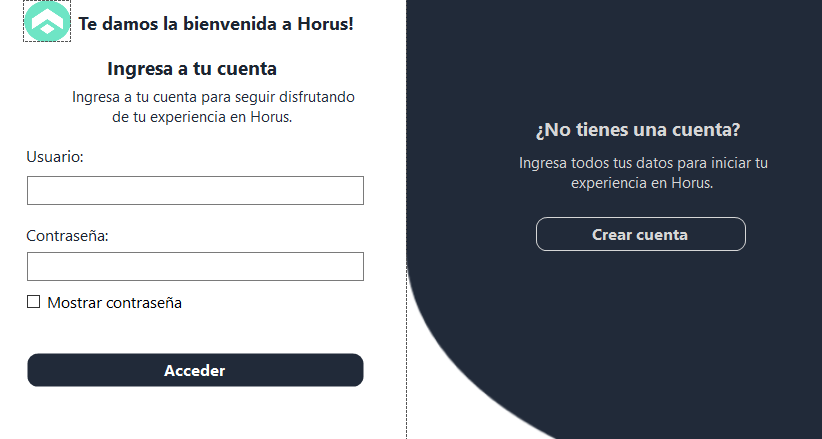 Te damos la bienvenida a Horus!
Ingresa a tu cuenta
Ingresa a tu cuenta para seguir disfrutando
de tu experiencia en Horus.
Usuario:
Contraseña:
Mostrar contraseña
Acceder
¿No tienes una cuenta?
Ingresa todos tus datos para iniciar tu
experiencia en Horus.
Crear cuenta